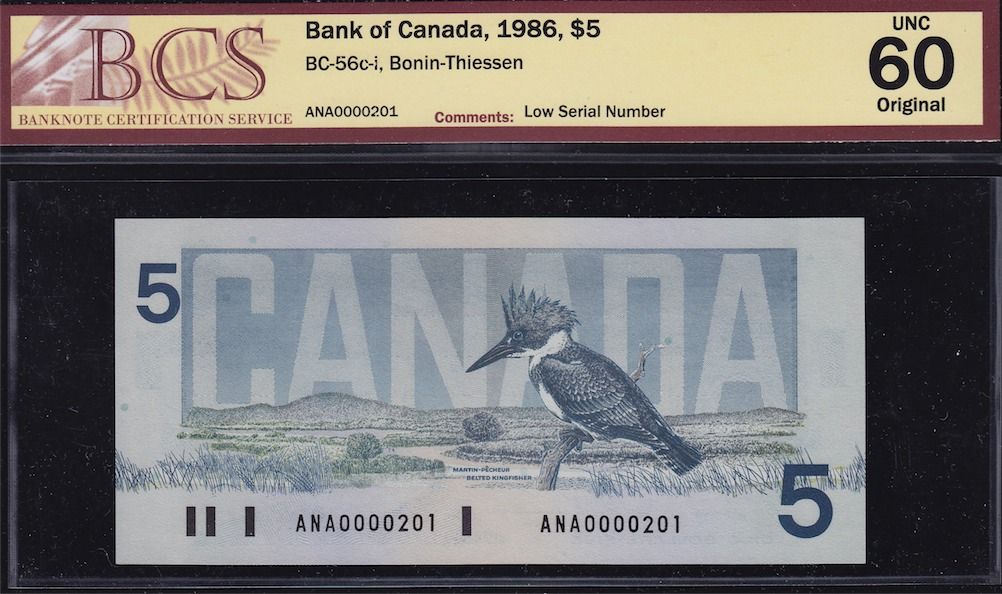 BCS
BANKNOTE CERTIFICATION SERVICE
Bank of Canada, 1986, $5
BC-56c-i, Bonin-Thiessen
ANA0000201 Comments: Low Serial Number
UNC
60
Original
5
CANADA
MARTIN-PÊCHEUR
BELTED KINGFISHER
5
ANA0000201 ANA0000201